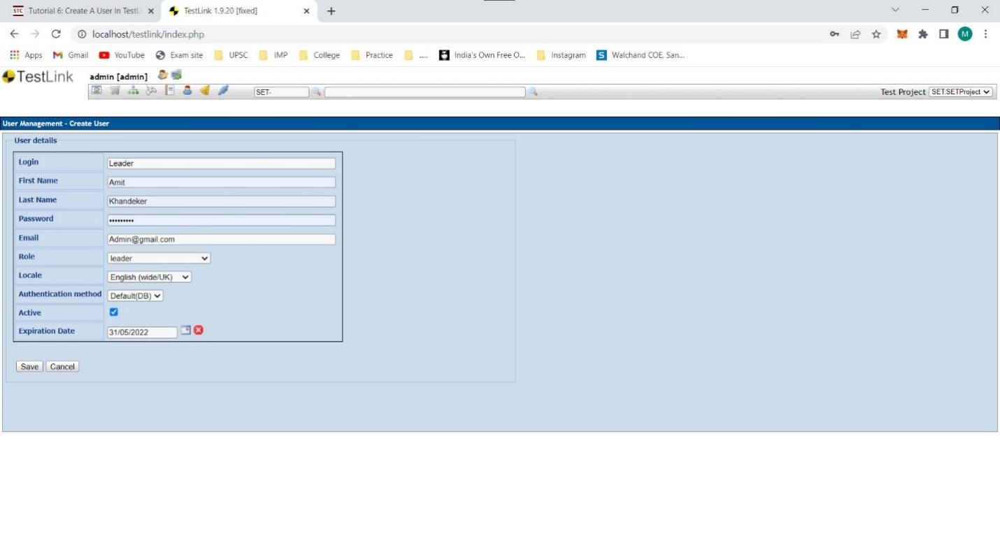 STC Tutorial 6: Create A User In TestLi TestLink 1.9.20 [fixed]
localhost/testlink/index.php M
Apps Gmail YouTube Exam site UPSC IMP College Practice ..... India's Own Free O... Instagram S Walchand COE, San...
TestLink admin [admin]
SET- Test Project SET:SETProject
User Management - Create User
User details
Login Leader
First Name Amit
Last Name Khandeker
Password •••••••••
Email Admin@gmail.com
Role leader
Locale English (wide/UK)
Authentication method Default(DB)
Active
Expiration Date 31/05/2022
Save Cancel